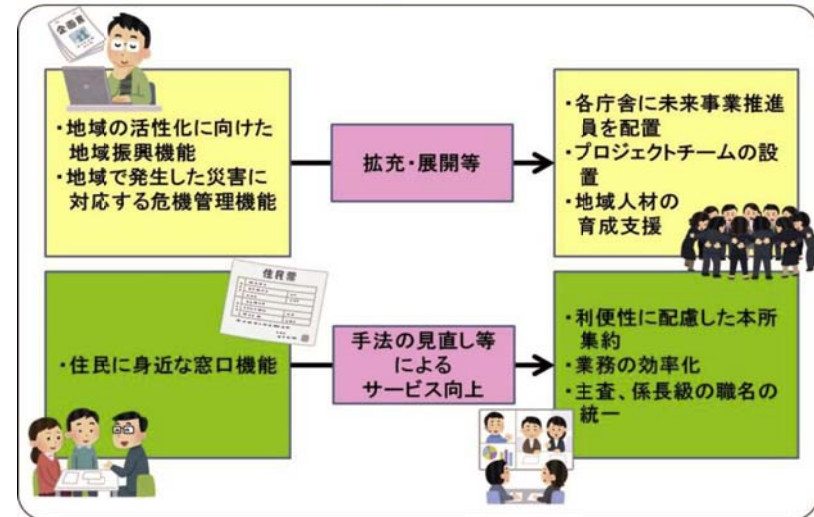 企画書
・地域の活性化に向けた
地域振興機能
・地域で発生した災害に
対応する危機管理機能
拡充・展開等
・各庁舎に未来事業推進
員を配置
・プロジェクトチームの設
置
・地域人材の
育成支援
住民票
・住民に身近な窓口機能
手法の見直し等
による
サービス向上
・利便性に配慮した本所
集約
・業務の効率化
・主査、係長級の職名の
統一